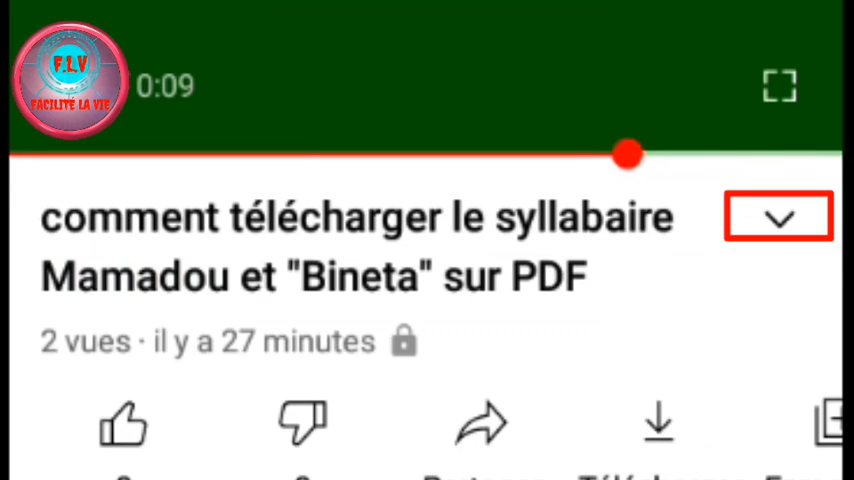 F.L.V
FACILITÉ LA VIE
0:09
comment télécharger le syllabaire
Mamadou et "Bineta" sur PDF
2 vues · il y a 27 minutes